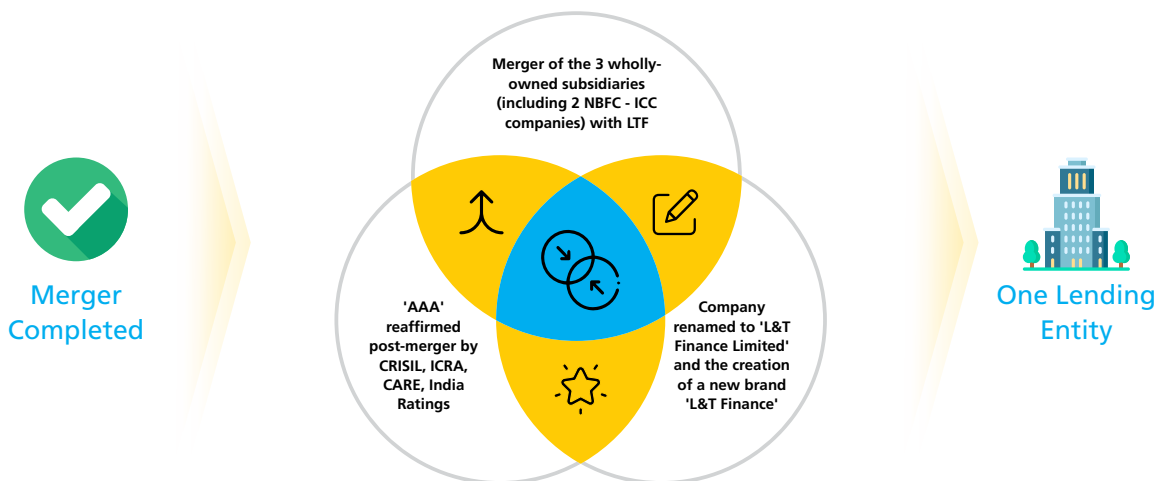 Merger of the 3 wholly-
owned subsidiaries
(including 2 NBFC - ICC
companies) with LTF
Merger
Completed
'AAA'
reaffirmed
post-merger by
CRISIL, ICRA,
CARE, India
Ratings
Company
renamed to 'L&T
Finance Limited'
and the creation
of a new brand
'L&T Finance'
One Lending
Entity